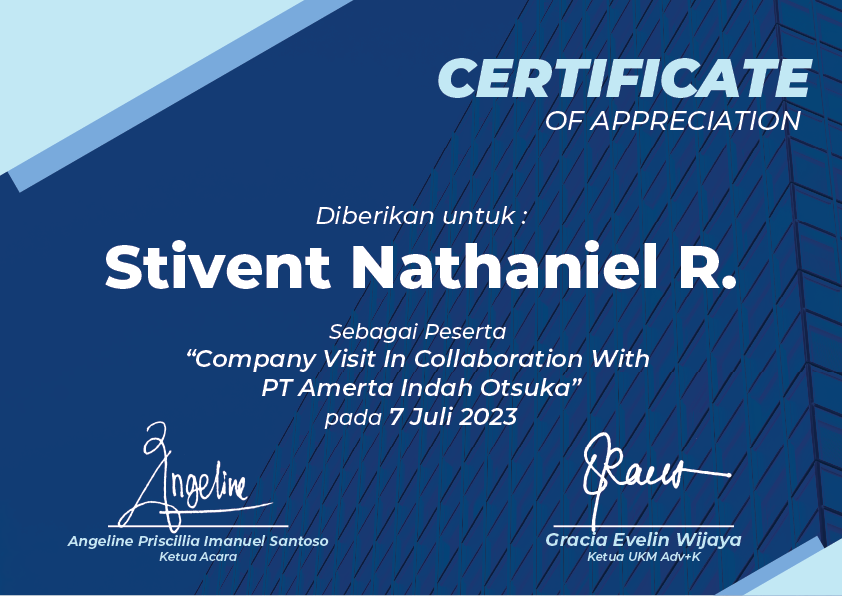 CERTIFICATE
OF APPRECIATION
Diberikan untuk :
Stivent Nathaniel R.
Sebagai Peserta
“Company Visit In Collaboration With
PT Amerta Indah Otsuka”
pada 7 Juli 2023
Angeline
Angeline Priscillia Imanuel Santoso
Ketua Acara
Gracia Evelin Wijaya
Ketua UKM Adv+K